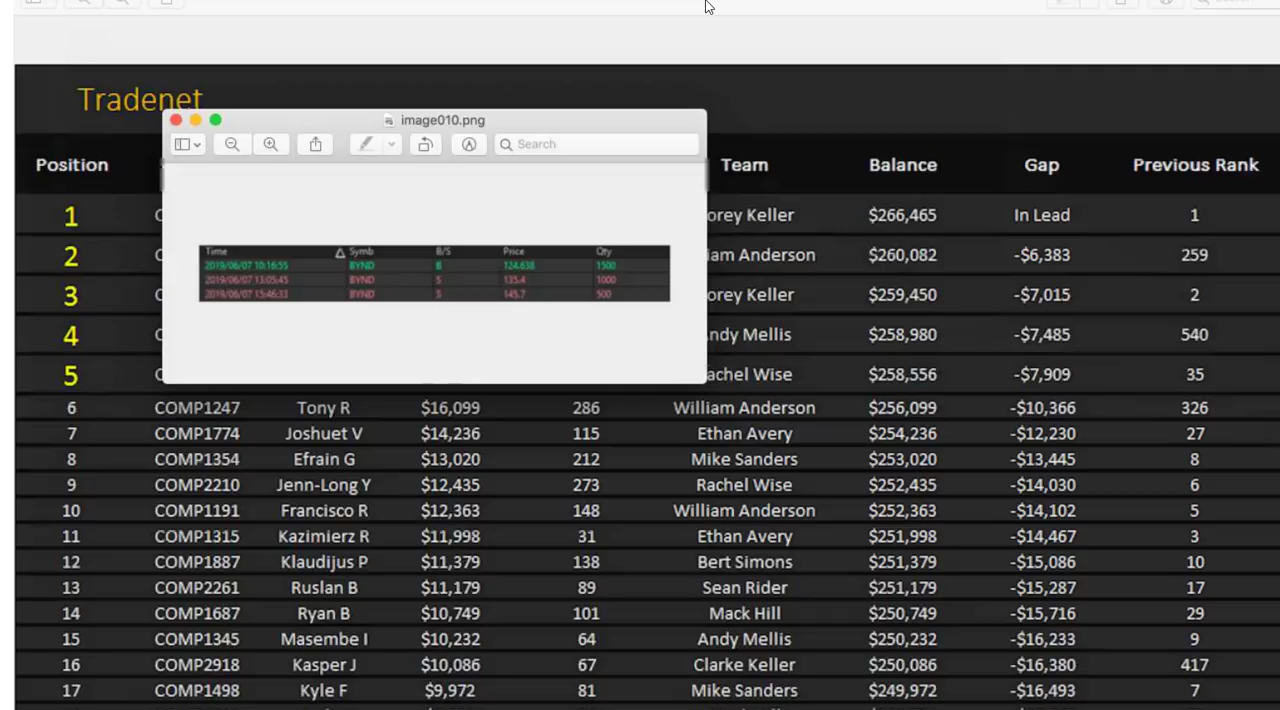 Search
Tradenet
image010.png
Search
Position Team Balance Gap Previous Rank
Time Symb B/S Price Qty
2019/06/07 10:16:55 BYND B 124.638 1500
2019/06/07 13:05:45 BYND S 135.4 1000
2019/06/07 15:46:33 BYND S 145.7 500
1 C orey Keller $266,465 In Lead 1
2 C iam Anderson $260,082 -$6,383 259
3 C orey Keller $259,450 -$7,015 2
4 C ndy Mellis $258,980 -$7,485 540
5 C achel Wise $258,556 -$7,909 35
6 COMP1247 Tony R $16,099 286 William Anderson $256,099 -$10,366 326
7 COMP1774 Joshuet V $14,236 115 Ethan Avery $254,236 -$12,230 27
8 COMP1354 Efrain G $13,020 212 Mike Sanders $253,020 -$13,445 8
9 COMP2210 Jenn-Long Y $12,435 273 Rachel Wise $252,435 -$14,030 6
10 COMP1191 Francisco R $12,363 148 William Anderson $252,363 -$14,102 5
11 COMP1315 Kazimierz R $11,998 31 Ethan Avery $251,998 -$14,467 3
12 COMP1887 Klaudijus P $11,379 138 Bert Simons $251,379 -$15,086 10
13 COMP2261 Ruslan B $11,179 89 Sean Rider $251,179 -$15,287 17
14 COMP1687 Ryan B $10,749 101 Mack Hill $250,749 -$15,716 29
15 COMP1345 Masembe I $10,232 64 Andy Mellis $250,232 -$16,233 9
16 COMP2918 Kasper J $10,086 67 Clarke Keller $250,086 -$16,380 417
17 COMP1498 Kyle F $9,972 81 Mike Sanders $249,972 -$16,493 7